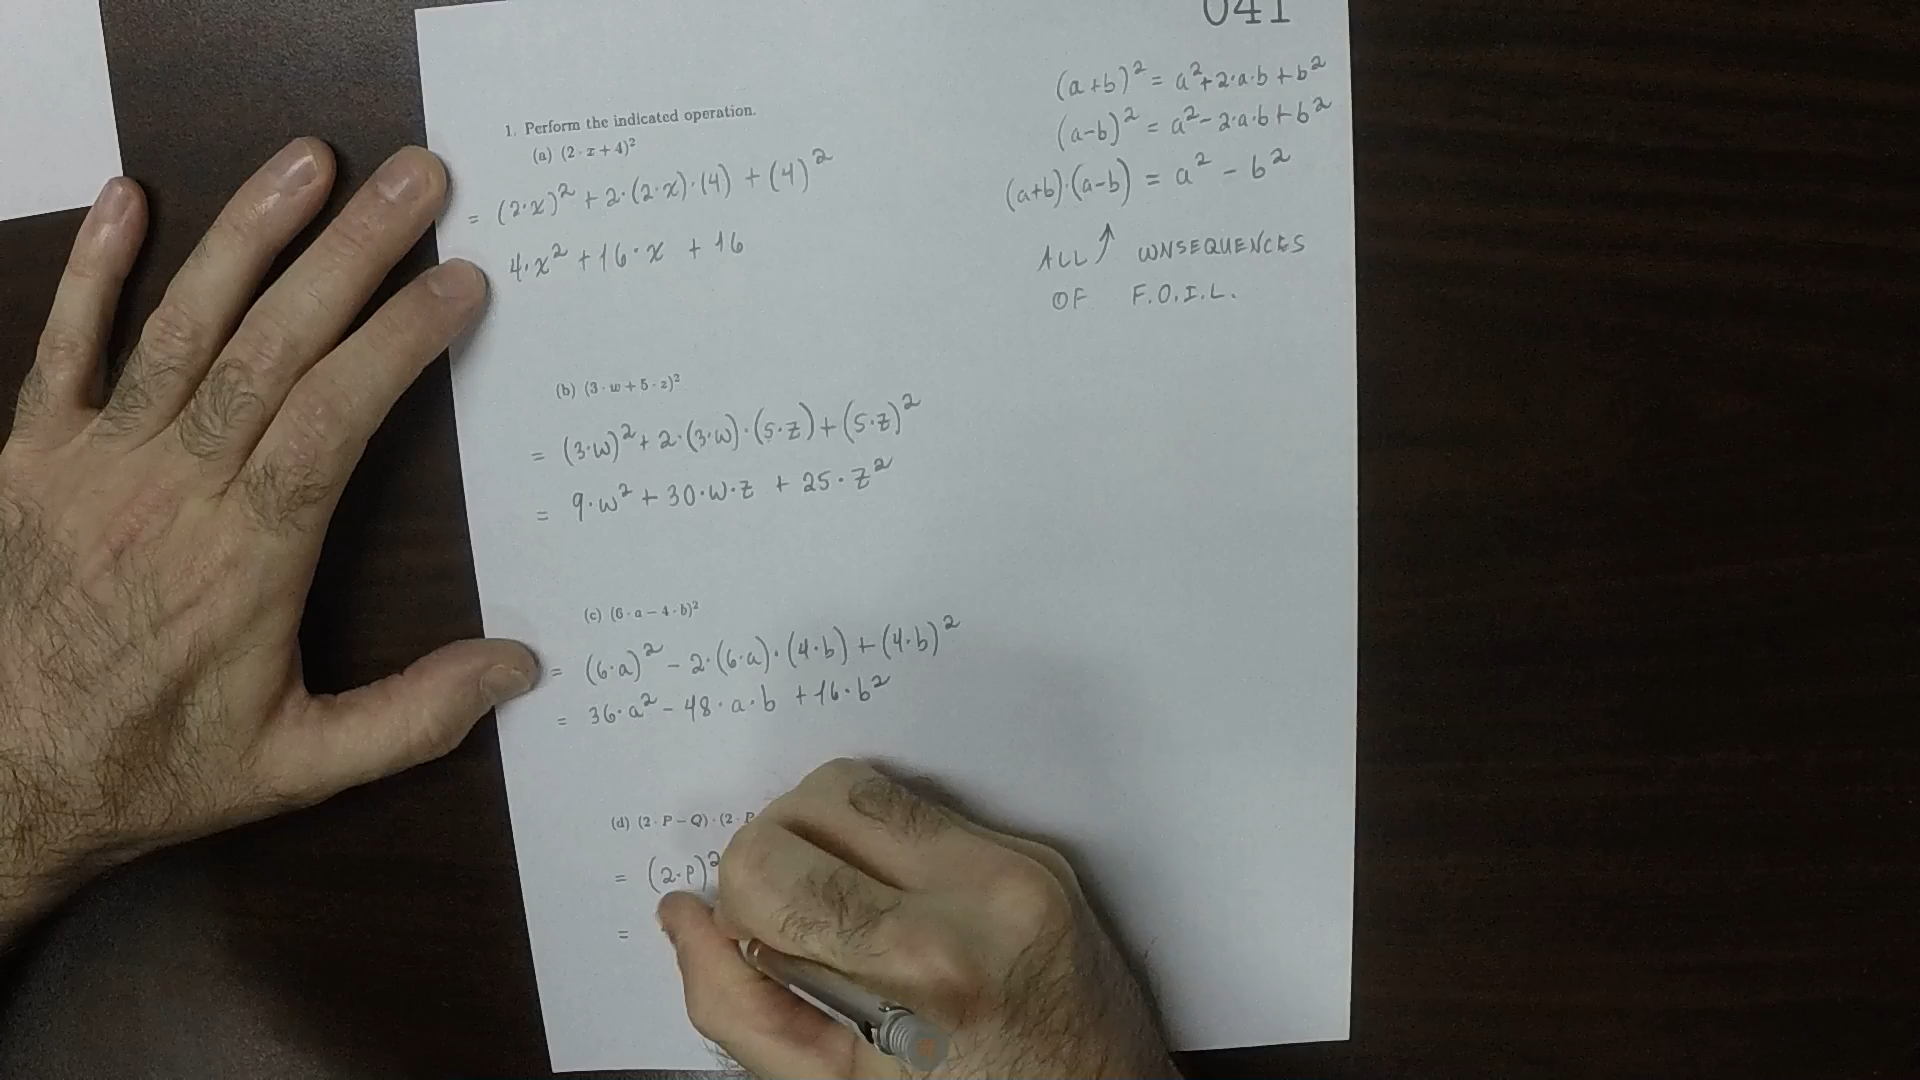 041
(a+b)² = a²+2·a·b+b²
(a-b)² = a²-2·a·b+b²
(a+b)·(a-b) = a² - b²
ALL ↑ CONSEQUENCES
OF F.O.I.L.
1. Perform the indicated operation.
(a) (2·x+4)²
= (2·x)² + 2·(2·x)·(4) + (4)²
4·x² + 16·x + 16
(b) (3·w+5·z)²
= (3·w)² + 2·(3·w)·(5·z) + (5·z)²
= 9·w² + 30·w·z + 25·z²
(c) (6·a-4·b)²
= (6·a)² - 2·(6·a)·(4·b) + (4·b)²
= 36·a² - 48·a·b + 16·b²
(d) (2·P-Q)·(2·P
= (2·P)²
=